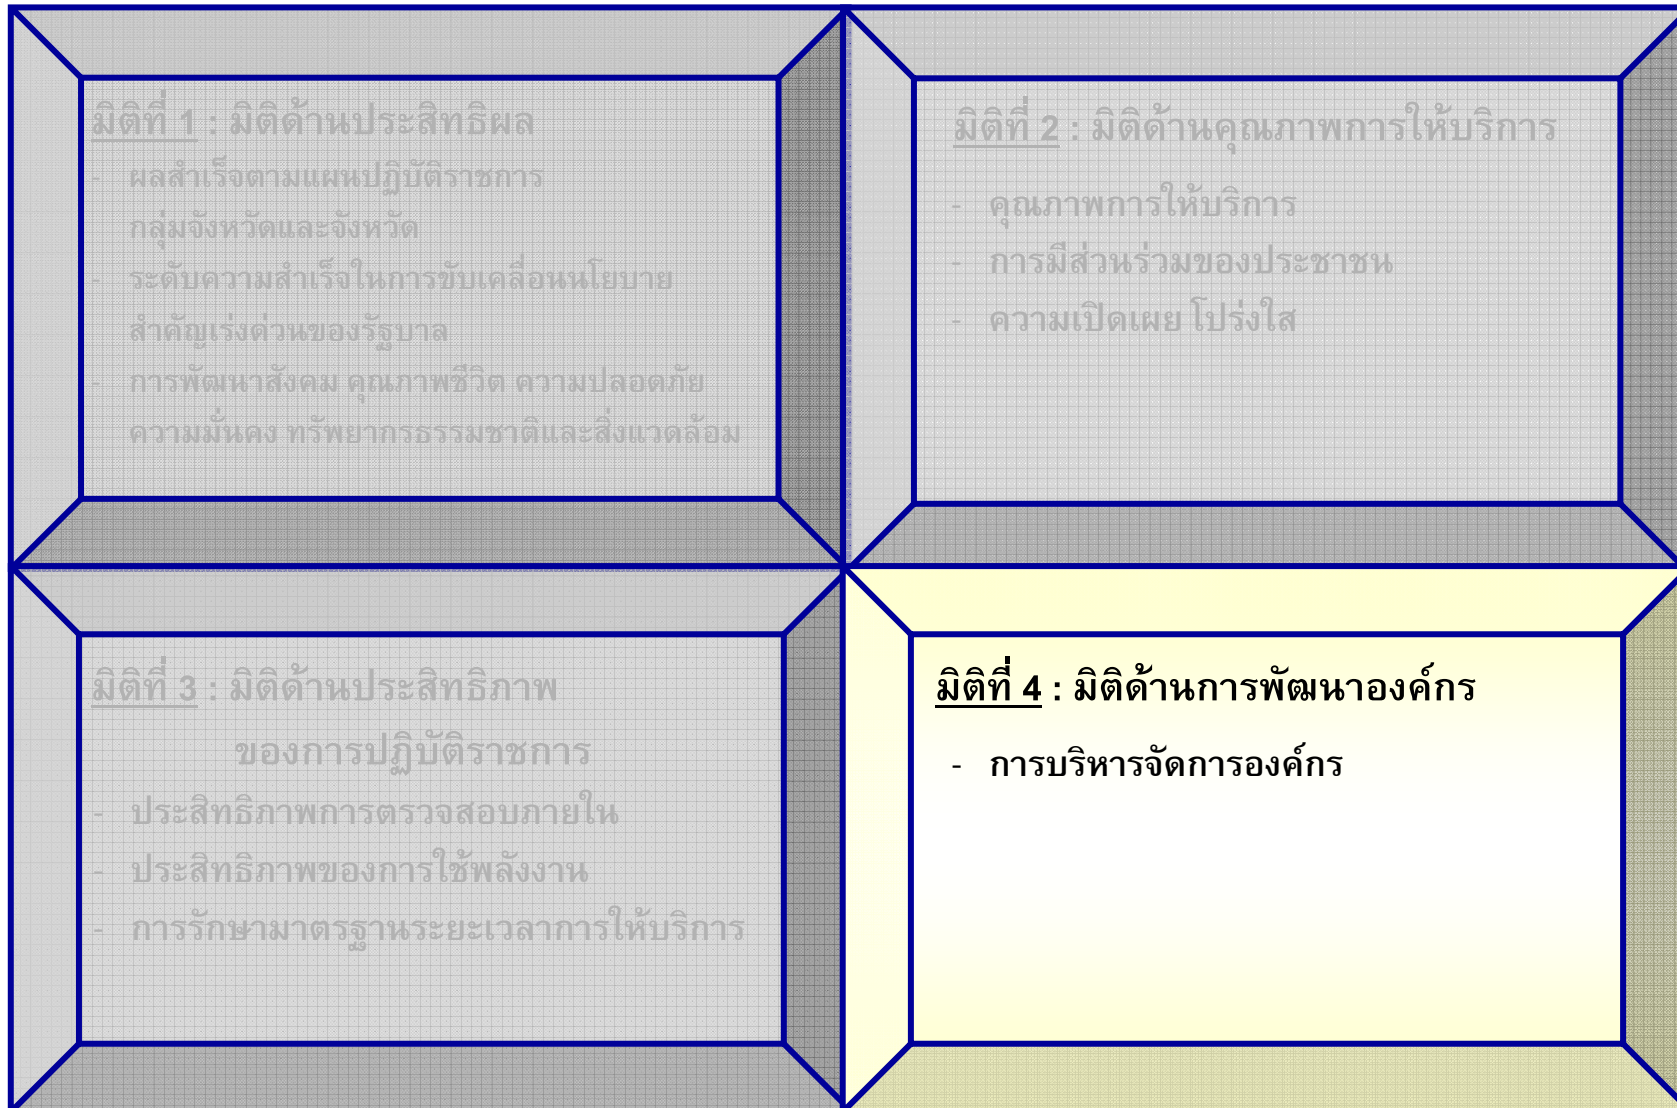 มิติที่ 1 : มิติด้านประสิทธิผล
- ผลสำเร็จตามแผนปฏิบัติราชการ
กลุ่มจังหวัดและจังหวัด
- ระดับความสำเร็จในการขับเคลื่อนนโยบาย
สำคัญเร่งด่วนของรัฐบาล
- การพัฒนาสังคม คุณภาพชีวิต ความปลอดภัย
ความมั่นคง ทรัพยากรธรรมชาติและสิ่งแวดล้อม
มิติที่ 2 : มิติด้านคุณภาพการให้บริการ
- คุณภาพการให้บริการ
- การมีส่วนร่วมของประชาชน
- ความเปิดเผย โปร่งใส
มิติที่ 3 : มิติด้านประสิทธิภาพ
ของการปฏิบัติราชการ
- ประสิทธิภาพการตรวจสอบภายใน
- ประสิทธิภาพของการใช้พลังงาน
- การรักษามาตรฐานระยะเวลาการให้บริการ
มิติที่ 4 : มิติด้านการพัฒนาองค์กร
- การบริหารจัดการองค์กร